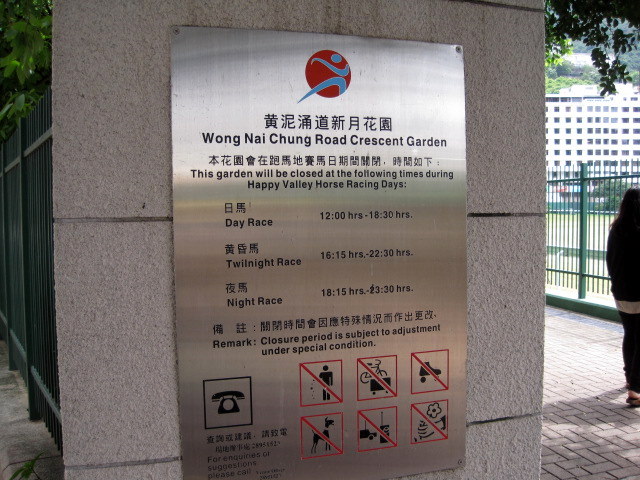 黃泥涌道新月花園
Wong Nai Chung Road Crescent Garden
本花園會在跑馬地賽馬日期間關閉，時間如下：
This garden will be closed at the following times during
Happy Valley Horse Racing Days:
日馬
Day Race 12:00 hrs.-18:30 hrs.
黃昏馬
Twilnight Race 16:15 hrs.-22:30 hrs.
夜馬
Night Race 18:15 hrs.-23:30 hrs.
備 註：關閉時間會因應特殊情況而作出更改.
Remark: Closure period is subject to adjustment
under special condition.
查詢或建議，請致電
For enquiries or
suggestions,
please call